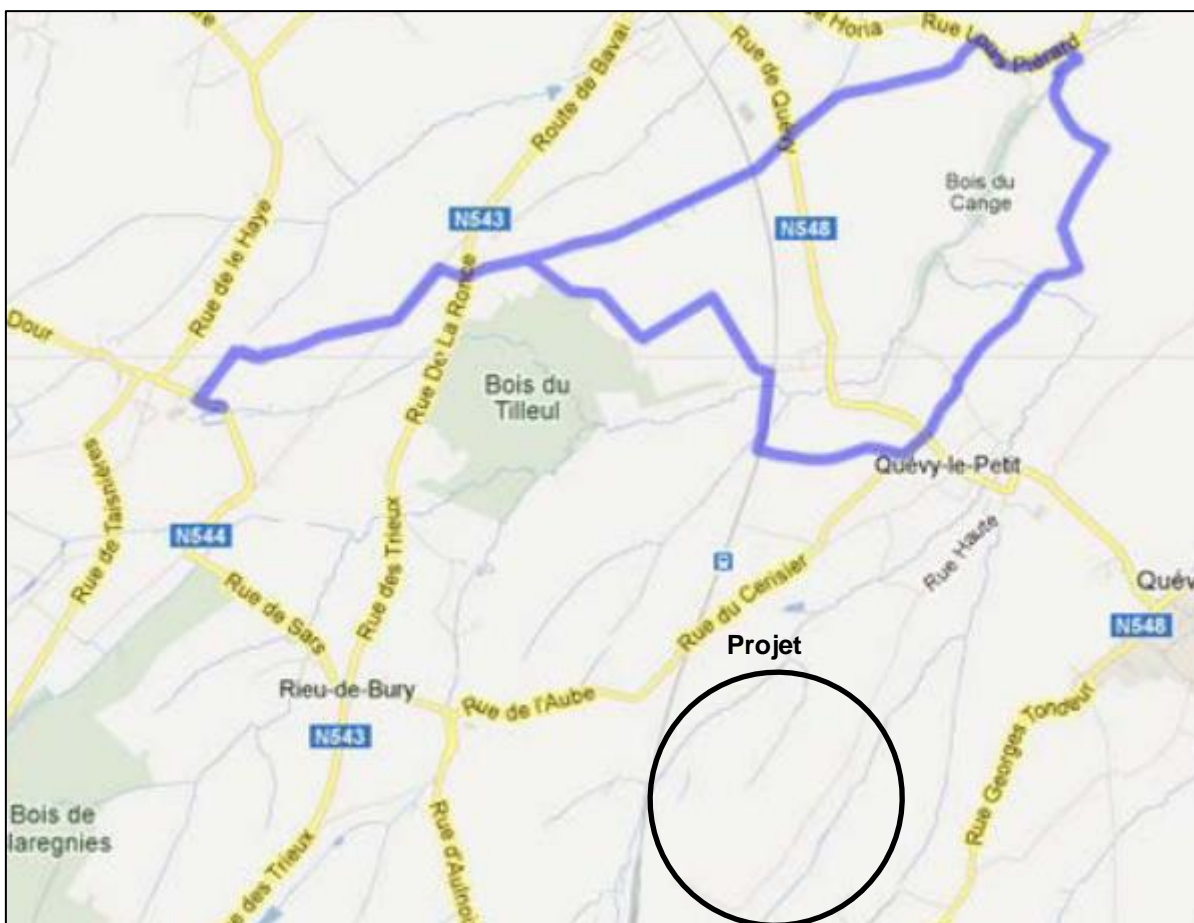 Rue Louis Piérard
Rue de Quévy
Route de Bavai
Bois du
Cange
N543
N548
Rue de le Haye
Dour
Rue De La Ronce
Bois du
Tilleul
Quévy-le-Petit
Rue de Taisnières
N544
Rue des Trieux
Rue Haute
Rue du Cerisier
Rue de Sars
Quév
N548
Projet
Rieu-de-Bury
Rue de l'Aube
N543
Rue Georges Tondeur
Bois de
laregnies
Rue d'Aulnoi
e des Trieux